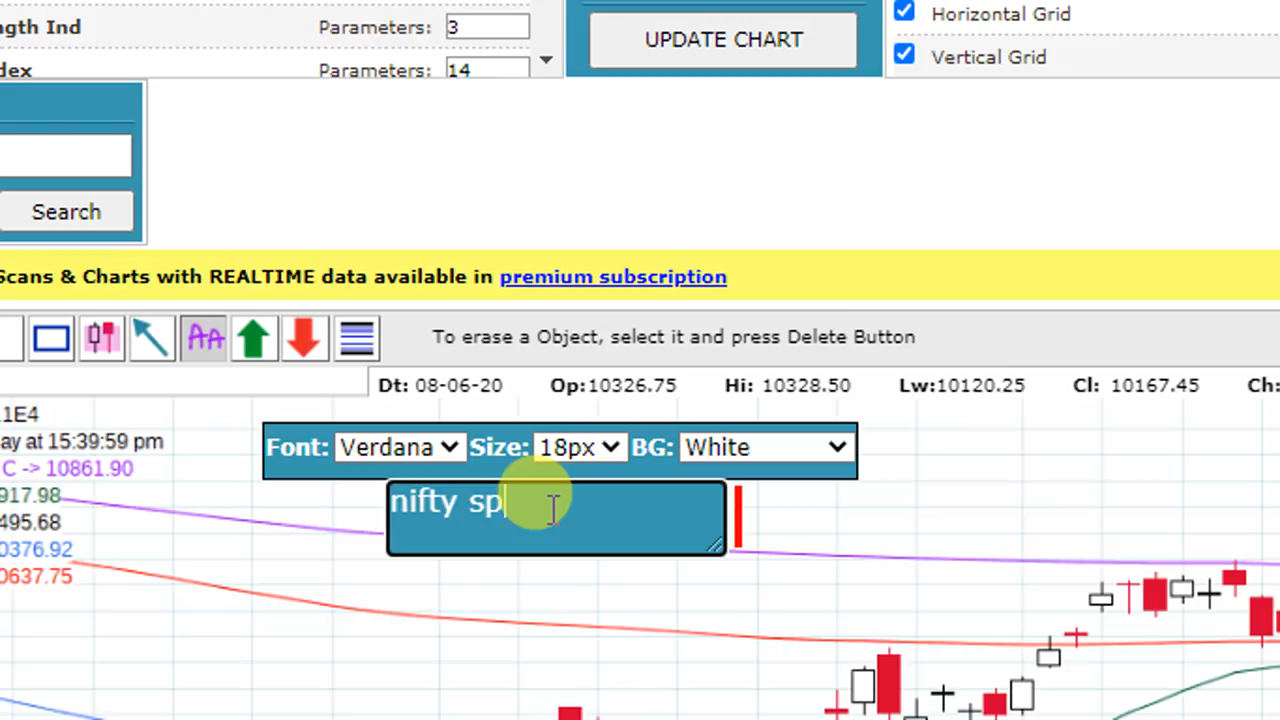 ngth Ind Parameters: 3
UPDATE CHART
Horizontal Grid
dex Parameters: 14
Vertical Grid
Search
Scans & Charts with REALTIME data available in premium subscription
AA
To erase a Object, select it and press Delete Button
Dt: 08-06-20 Op:10326.75 Hi: 10328.50 Lw:10120.25 Cl: 10167.45 Ch:
.1E4
ay at 15:39:59 pm
Font: Verdana Size: 18px BG: White
C -> 10861.90
917.98
nifty sp
495.68
0376.92
0637.75